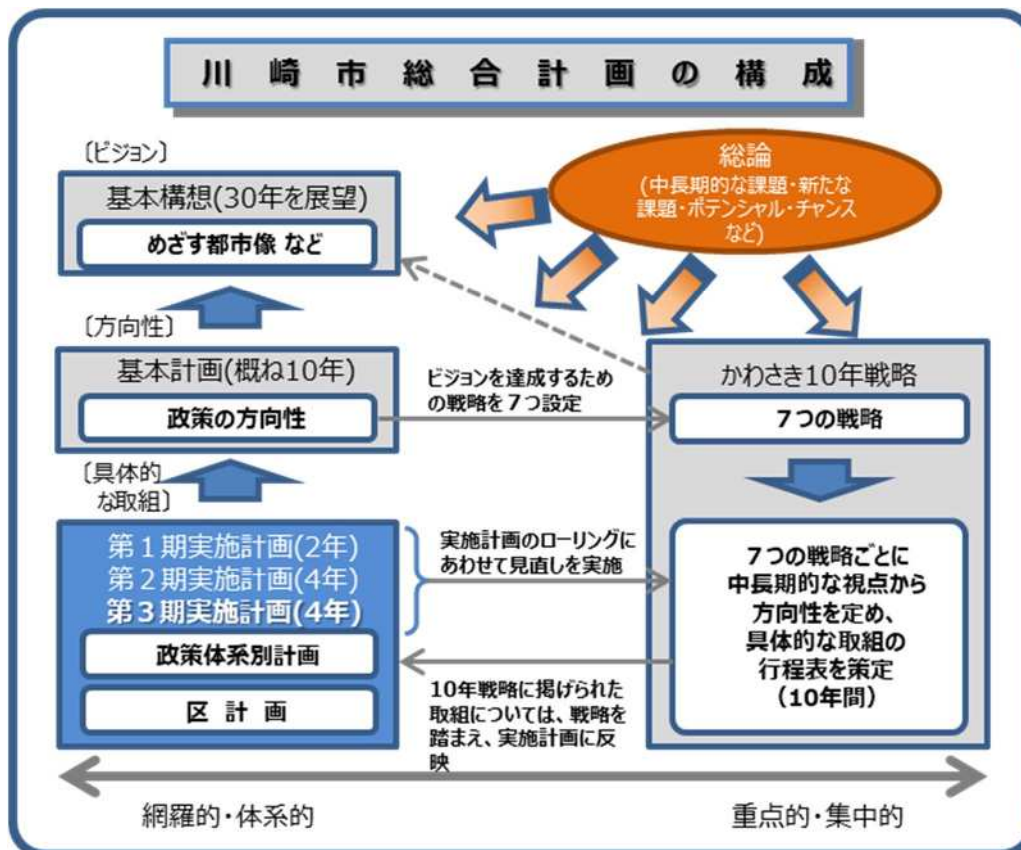 川崎市総合計画の構成
〔ビジョン〕
基本構想(30年を展望)
めざす都市像 など
総論
(中長期的な課題・新たな
課題・ポテンシャル・チャンス
など)
〔方向性〕
基本計画(概ね10年)
政策の方向性
ビジョンを達成するため
の戦略を7つ設定
かわさき10年戦略
7つの戦略
〔具体的
な取組〕
第1期実施計画(2年)
第2期実施計画(4年)
第3期実施計画(4年)
政策体系別計画
区 計 画
実施計画のローリングに
あわせて見直しを実施
7つの戦略ごとに
中長期的な視点から
方向性を定め、
具体的な取組の
行程表を策定
(10年間)
10年戦略に掲げられた
取組については、戦略を
踏まえ、実施計画に反
映
網羅的・体系的
重点的・集中的